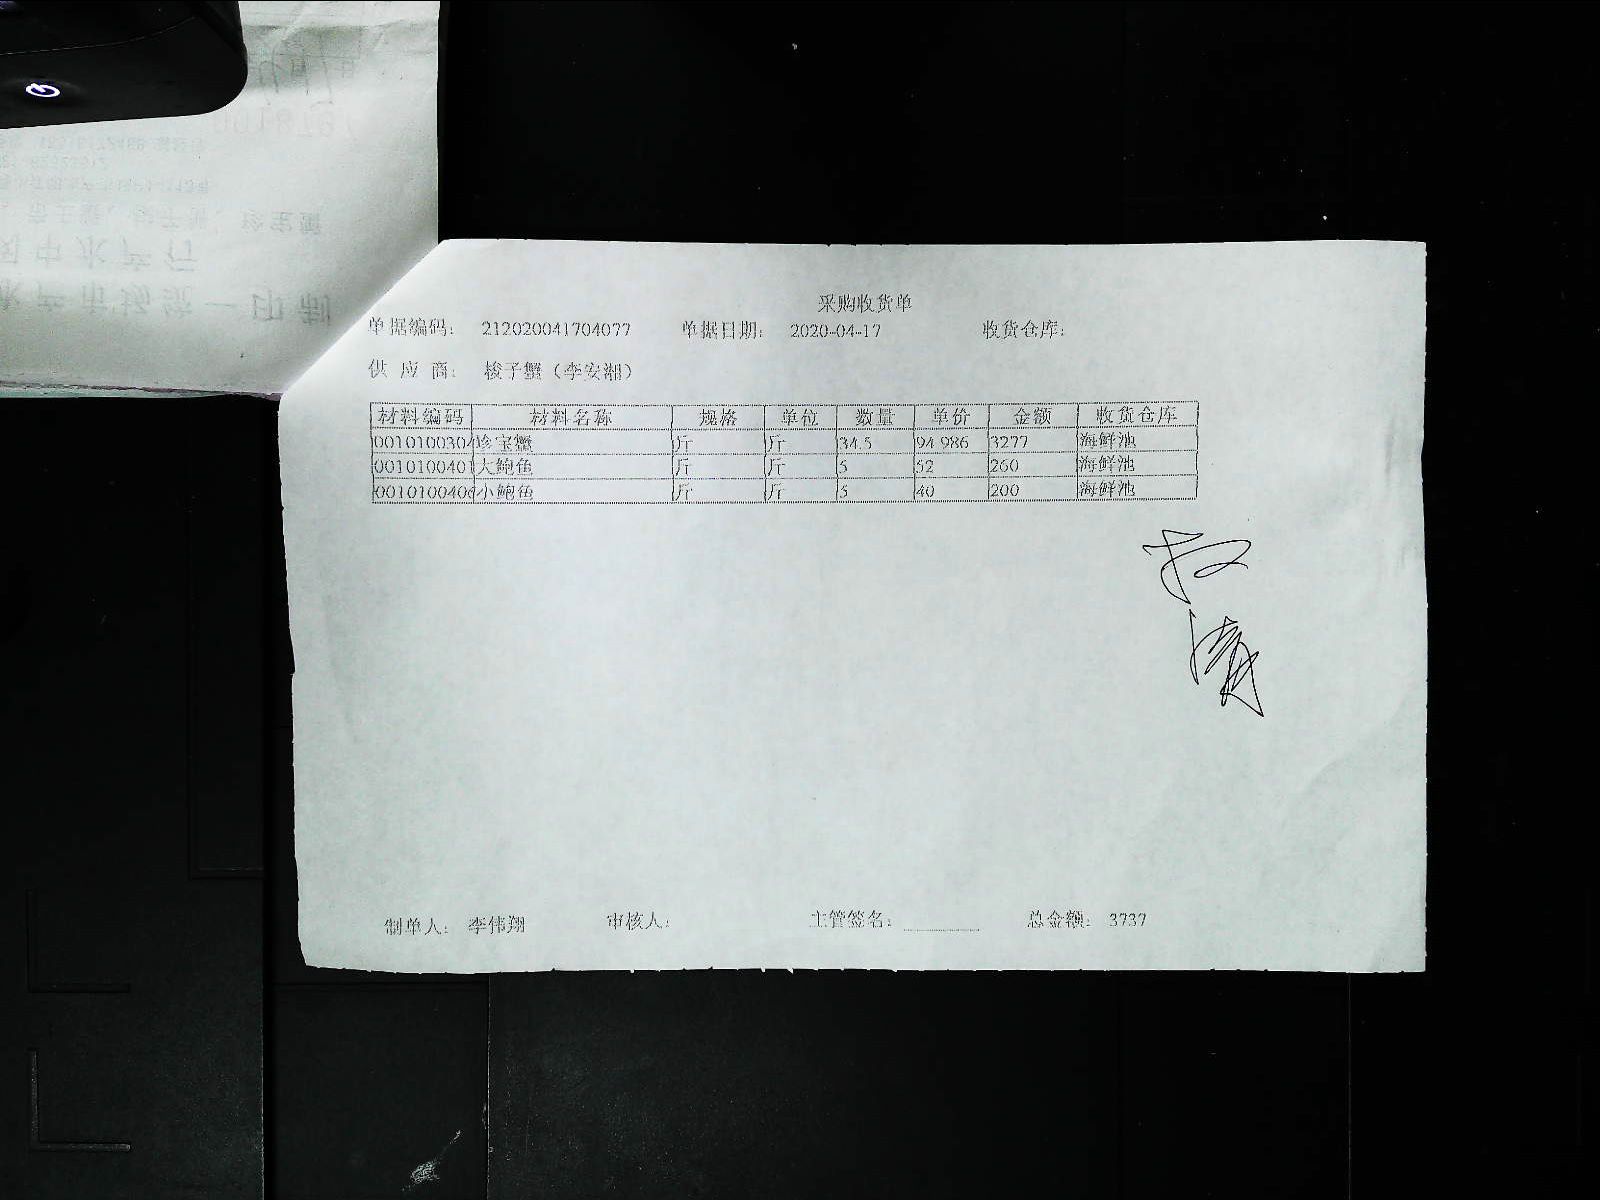 采购收货单
单据编码: 212020041704077 单据日期: 2020-04-17 收货仓库:
供应商: 梭子蟹（李安湘）
材料编码 材料名称 规格 单位 数量 单价 金额 收货仓库
001010030 珍宝蟹 斤 斤 34.5 94.986 3277 海鲜池
0010100401 大鲍鱼 斤 斤 5 52 260 海鲜池
001010040 小鲍鱼 斤 斤 5 40 200 海鲜池
制单人: 李伟翔 审核人: 主管签名: 总金额: 3737